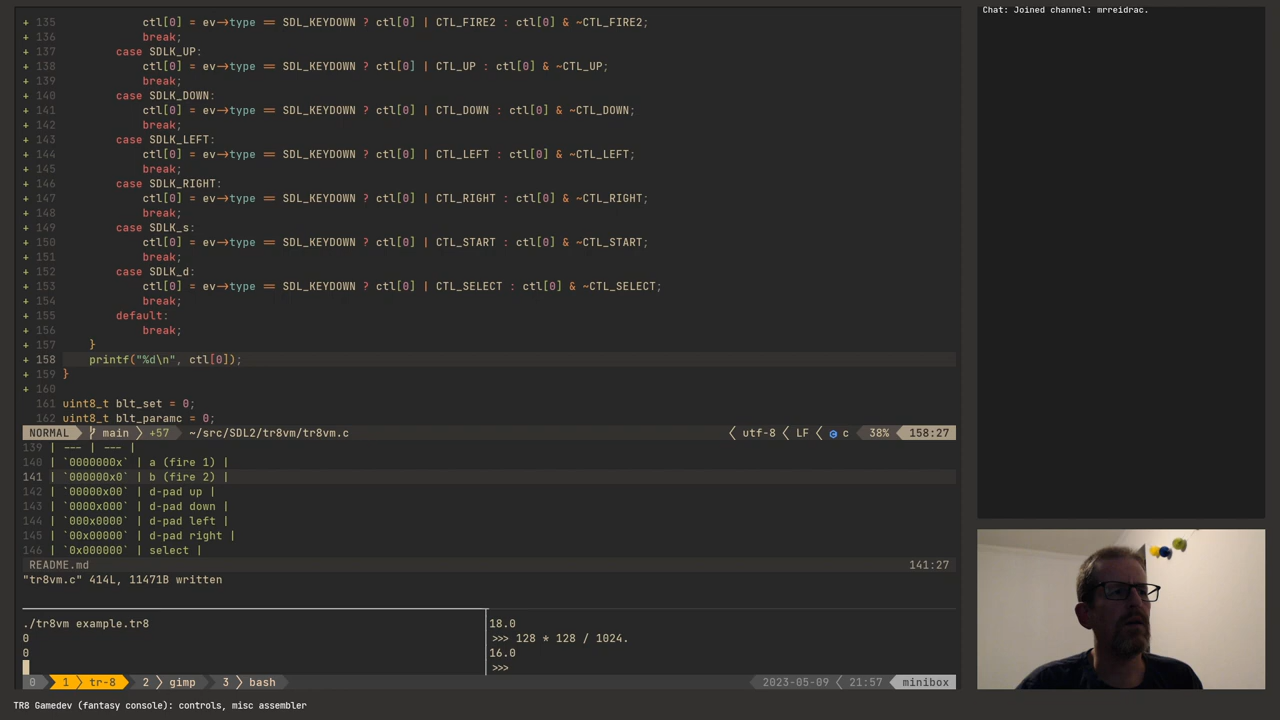 + 135 ctl[0] = ev->type == SDL_KEYDOWN ? ctl[0] | CTL_FIRE2 : ctl[0] & ~CTL_FIRE2;
+ 136 break;
+ 137 case SDLK_UP:
+ 138 ctl[0] = ev->type == SDL_KEYDOWN ? ctl[0] | CTL_UP : ctl[0] & ~CTL_UP;
+ 139 break;
+ 140 case SDLK_DOWN:
+ 141 ctl[0] = ev->type == SDL_KEYDOWN ? ctl[0] | CTL_DOWN : ctl[0] & ~CTL_DOWN;
+ 142 break;
+ 143 case SDLK_LEFT:
+ 144 ctl[0] = ev->type == SDL_KEYDOWN ? ctl[0] | CTL_LEFT : ctl[0] & ~CTL_LEFT;
+ 145 break;
+ 146 case SDLK_RIGHT:
+ 147 ctl[0] = ev->type == SDL_KEYDOWN ? ctl[0] | CTL_RIGHT : ctl[0] & ~CTL_RIGHT;
+ 148 break;
+ 149 case SDLK_s:
+ 150 ctl[0] = ev->type == SDL_KEYDOWN ? ctl[0] | CTL_START : ctl[0] & ~CTL_START;
+ 151 break;
+ 152 case SDLK_d:
+ 153 ctl[0] = ev->type == SDL_KEYDOWN ? ctl[0] | CTL_SELECT : ctl[0] & ~CTL_SELECT;
+ 154 break;
+ 155 default:
+ 156 break;
+ 157 }
+ 158 printf("%d\n", ctl[0]);
+ 159 }
+ 160
161 uint8_t blt_set = 0;
162 uint8_t blt_paramc = 0;
NORMAL main +57 ~/src/SDL2/tr8vm/tr8vm.c utf-8 LF c 38% 158:27
139 | --- | --- |
140 | `0000000x` | a (fire 1) |
141 | `000000x0` | b (fire 2) |
142 | `00000x00` | d-pad up |
143 | `0000x000` | d-pad down |
144 | `000x0000` | d-pad left |
145 | `00x00000` | d-pad right |
146 | `0x000000` | select |
README.md 141:27
"tr8vm.c" 414L, 11471B written
./tr8vm example.tr8
0
0
18.0
>>> 128 * 128 / 1024.
16.0
>>>
0 1 tr-8 2 gimp 3 bash 2023-05-09 21:57 minibox
TR8 Gamedev (fantasy console): controls, misc assembler
Chat: Joined channel: mrreidrac.